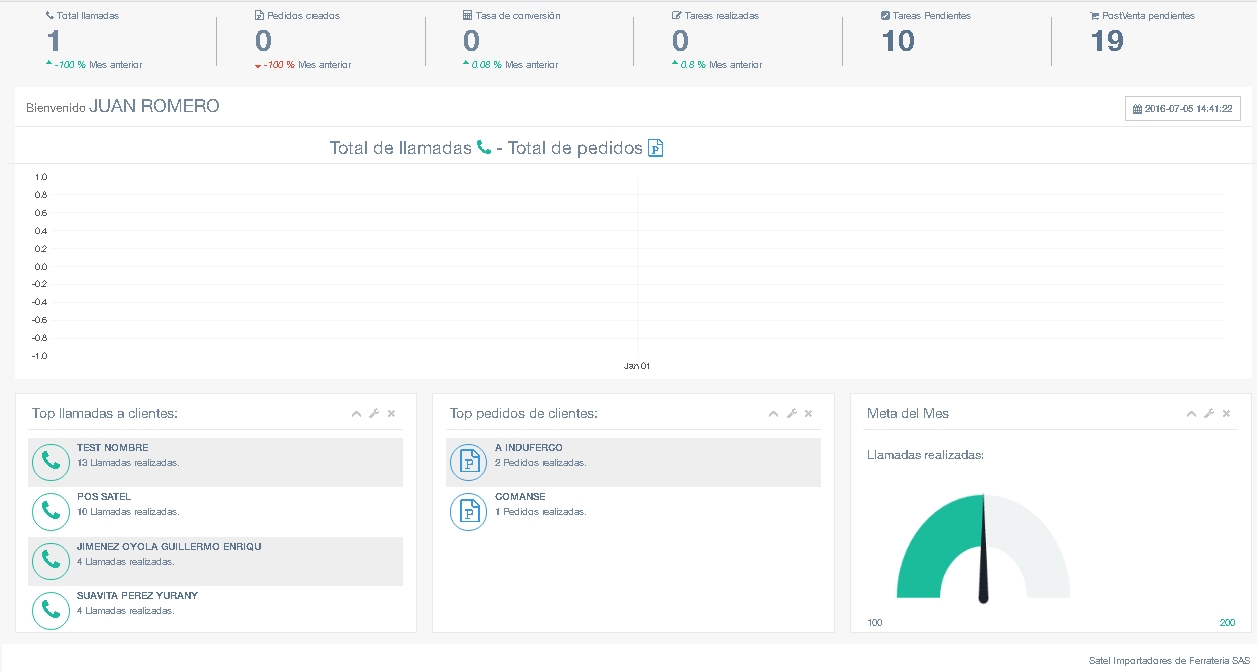 Total llamadas
1
-100 % Mes anterior
Pedidos creados
0
-100 % Mes anterior
Tasa de conversión
0
0.08 % Mes anterior
Tareas realizadas
0
0.8 % Mes anterior
Tareas Pendientes
10
PostVenta pendientes
19
Bienvenido JUAN ROMERO
2016-07-05 14:41:22
Total de llamadas - Total de pedidos
1.0
0.8
0.6
0.4
0.2
0.0
-0.2
-0.4
-0.6
-0.8
-1.0
Jan 01
Top llamadas a clientes:
TEST NOMBRE
13 Llamadas realizadas.
POS SATEL
10 Llamadas realizadas.
JIMENEZ OYOLA GUILLERMO ENRIQU
4 Llamadas realizadas.
SUAVITA PEREZ YURANY
4 Llamadas realizadas.
Top pedidos de clientes:
A INDUFERCO
2 Pedidos realizadas.
COMANSE
1 Pedidos realizadas.
Meta del Mes
Llamadas realizadas:
100
200
Satel Importadores de Ferrateria SAS